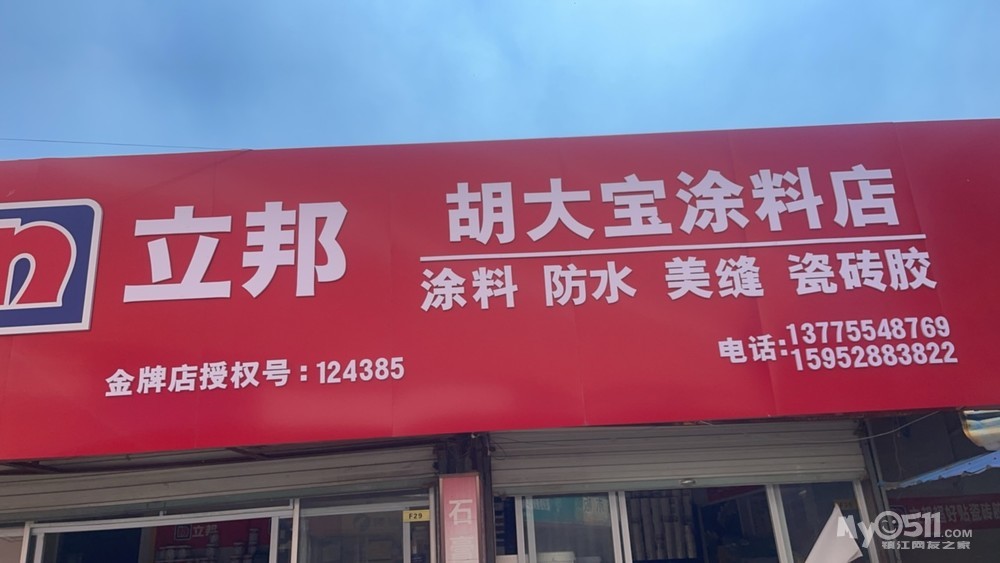 立邦
胡大宝涂料店
涂料 防水 美缝 瓷砖胶
电话:13775548769
15952883822
金牌店授权号:124385
F29
石
立邦
My0511.COM
镇江网友之家